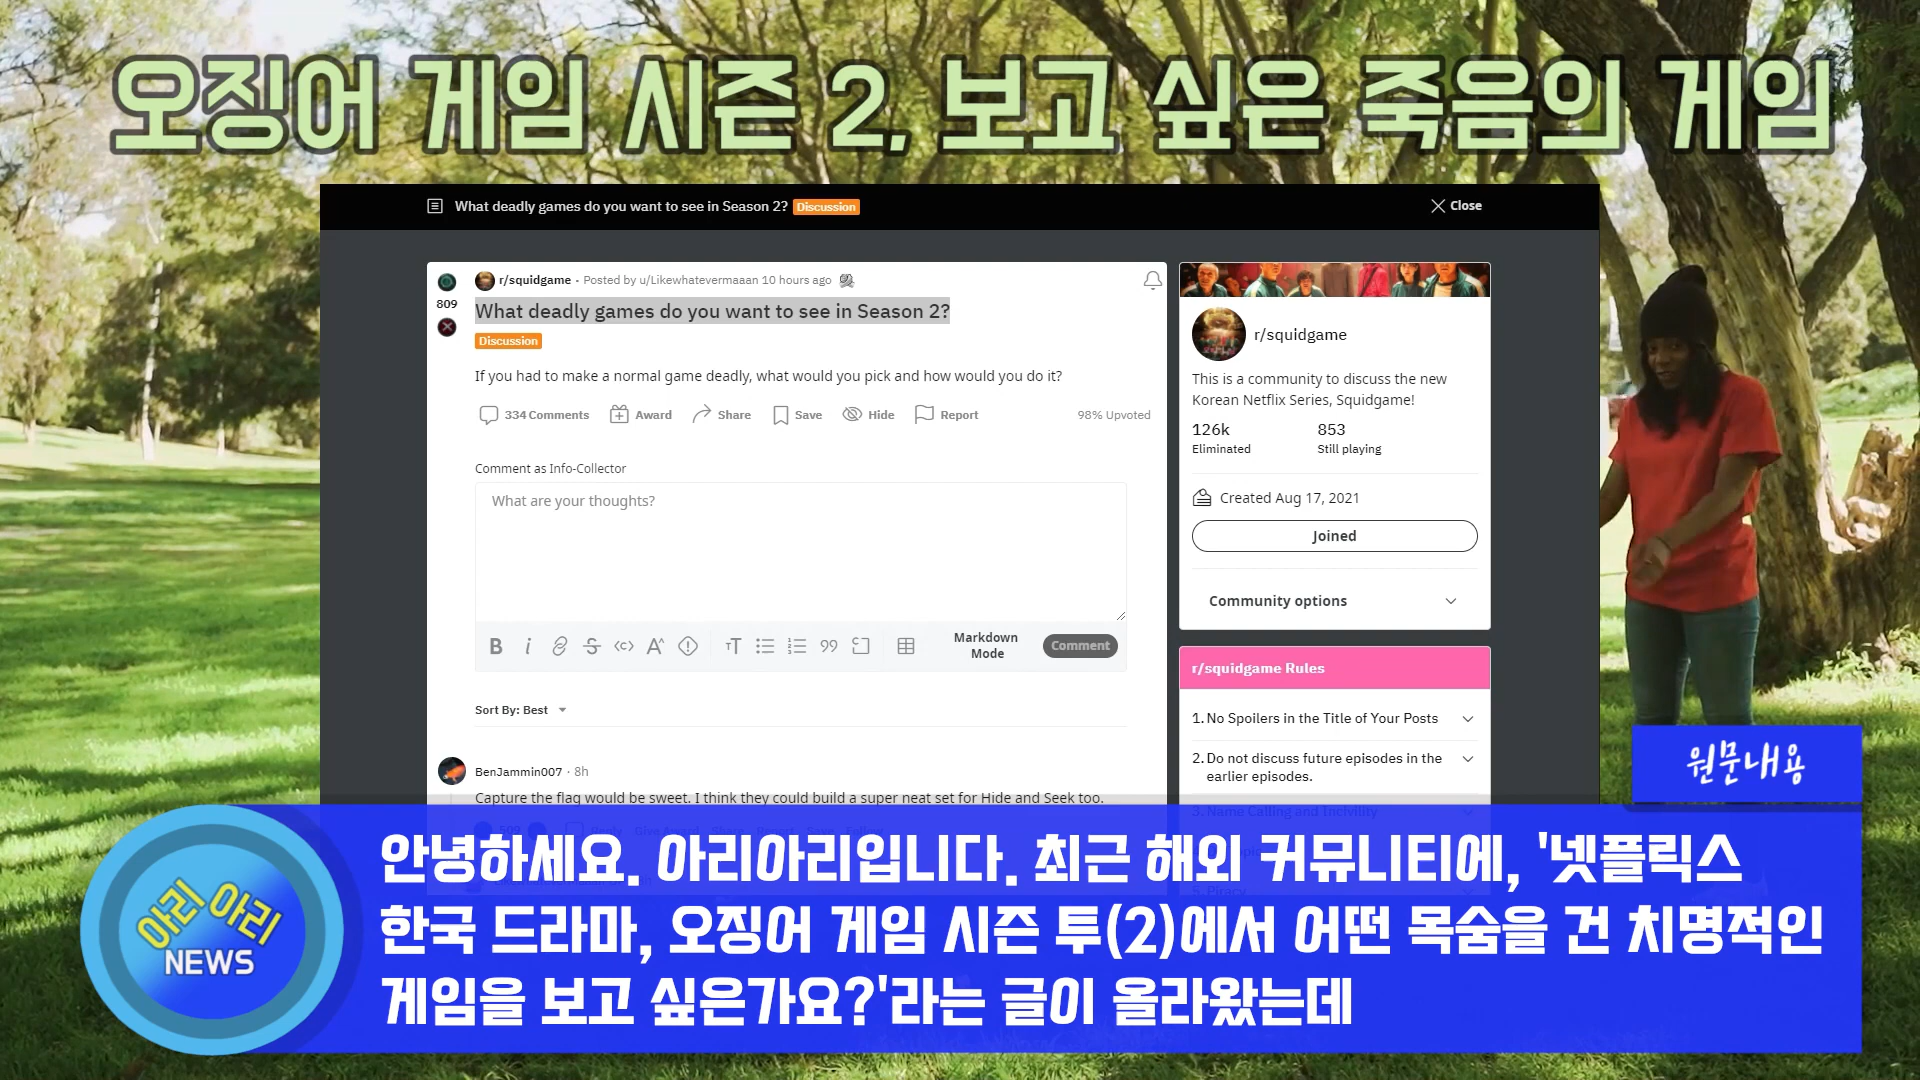 오징어 게임 시즌 2, 보고 싶은 죽음의 게임
What deadly games do you want to see in Season 2? Discussion
Close
r/squidgame · Posted by u/Likewhatevermaaan 10 hours ago
809
What deadly games do you want to see in Season 2?
Discussion
If you had to make a normal game deadly, what would you pick and how would you do it?
334 Comments Award Share Save Hide Report 98% Upvoted
Comment as Info-Collector
What are your thoughts?
Markdown
Mode
Comment
Sort By: Best
BenJammin007 · 8h
Capture the flag would be sweet. I think they could build a super neat set for Hide and Seek too.
r/squidgame
This is a community to discuss the new
Korean Netflix Series, Squidgame!
126k 853
Eliminated Still playing
Created Aug 17, 2021
Joined
Community options
r/squidgame Rules
1. No Spoilers in the Title of Your Posts
2. Do not discuss future episodes in the
earlier episodes.
3. Name Calling and Incivility
5. Piracy
원문내용
아리 아리
NEWS
안녕하세요. 아리아리입니다. 최근 해외 커뮤니티에, '넷플릭스
한국 드라마, 오징어 게임 시즌 투(2)에서 어떤 목숨을 건 치명적인
게임을 보고 싶은가요?'라는 글이 올라왔는데